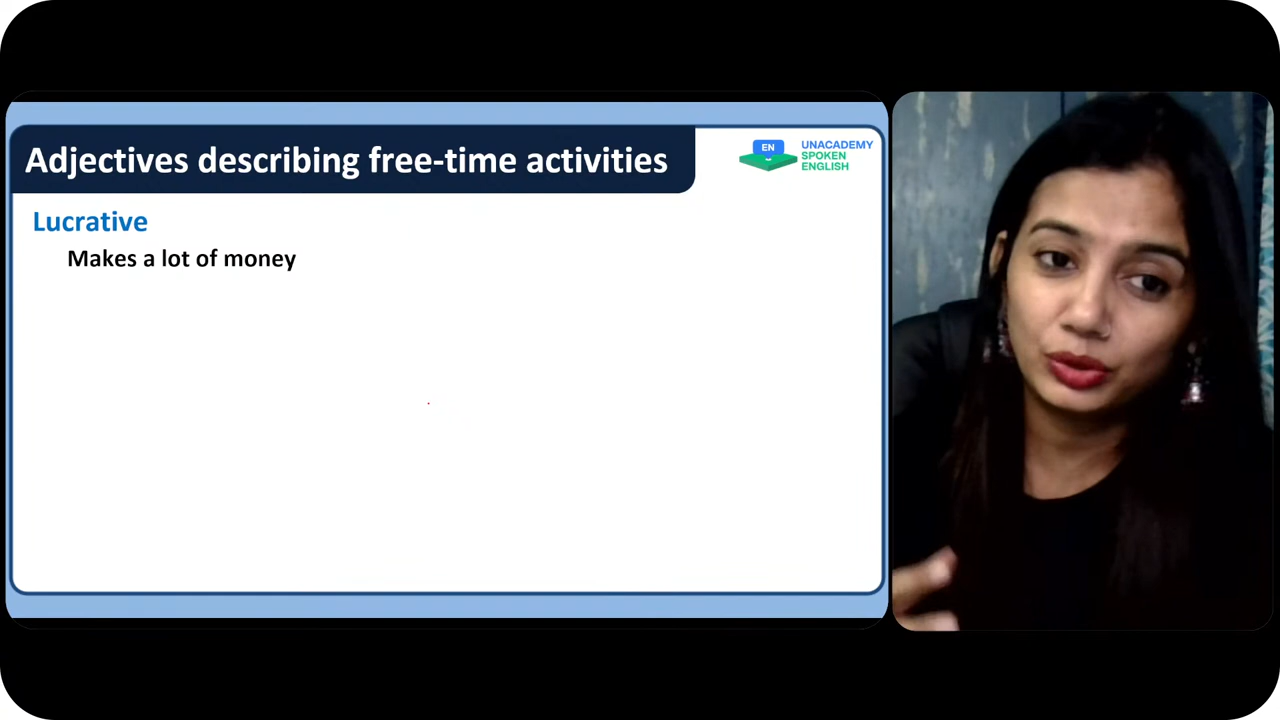 Adjectives describing free-time activities
EN
UNACADEMY
SPOKEN
ENGLISH
Lucrative
Makes a lot of money